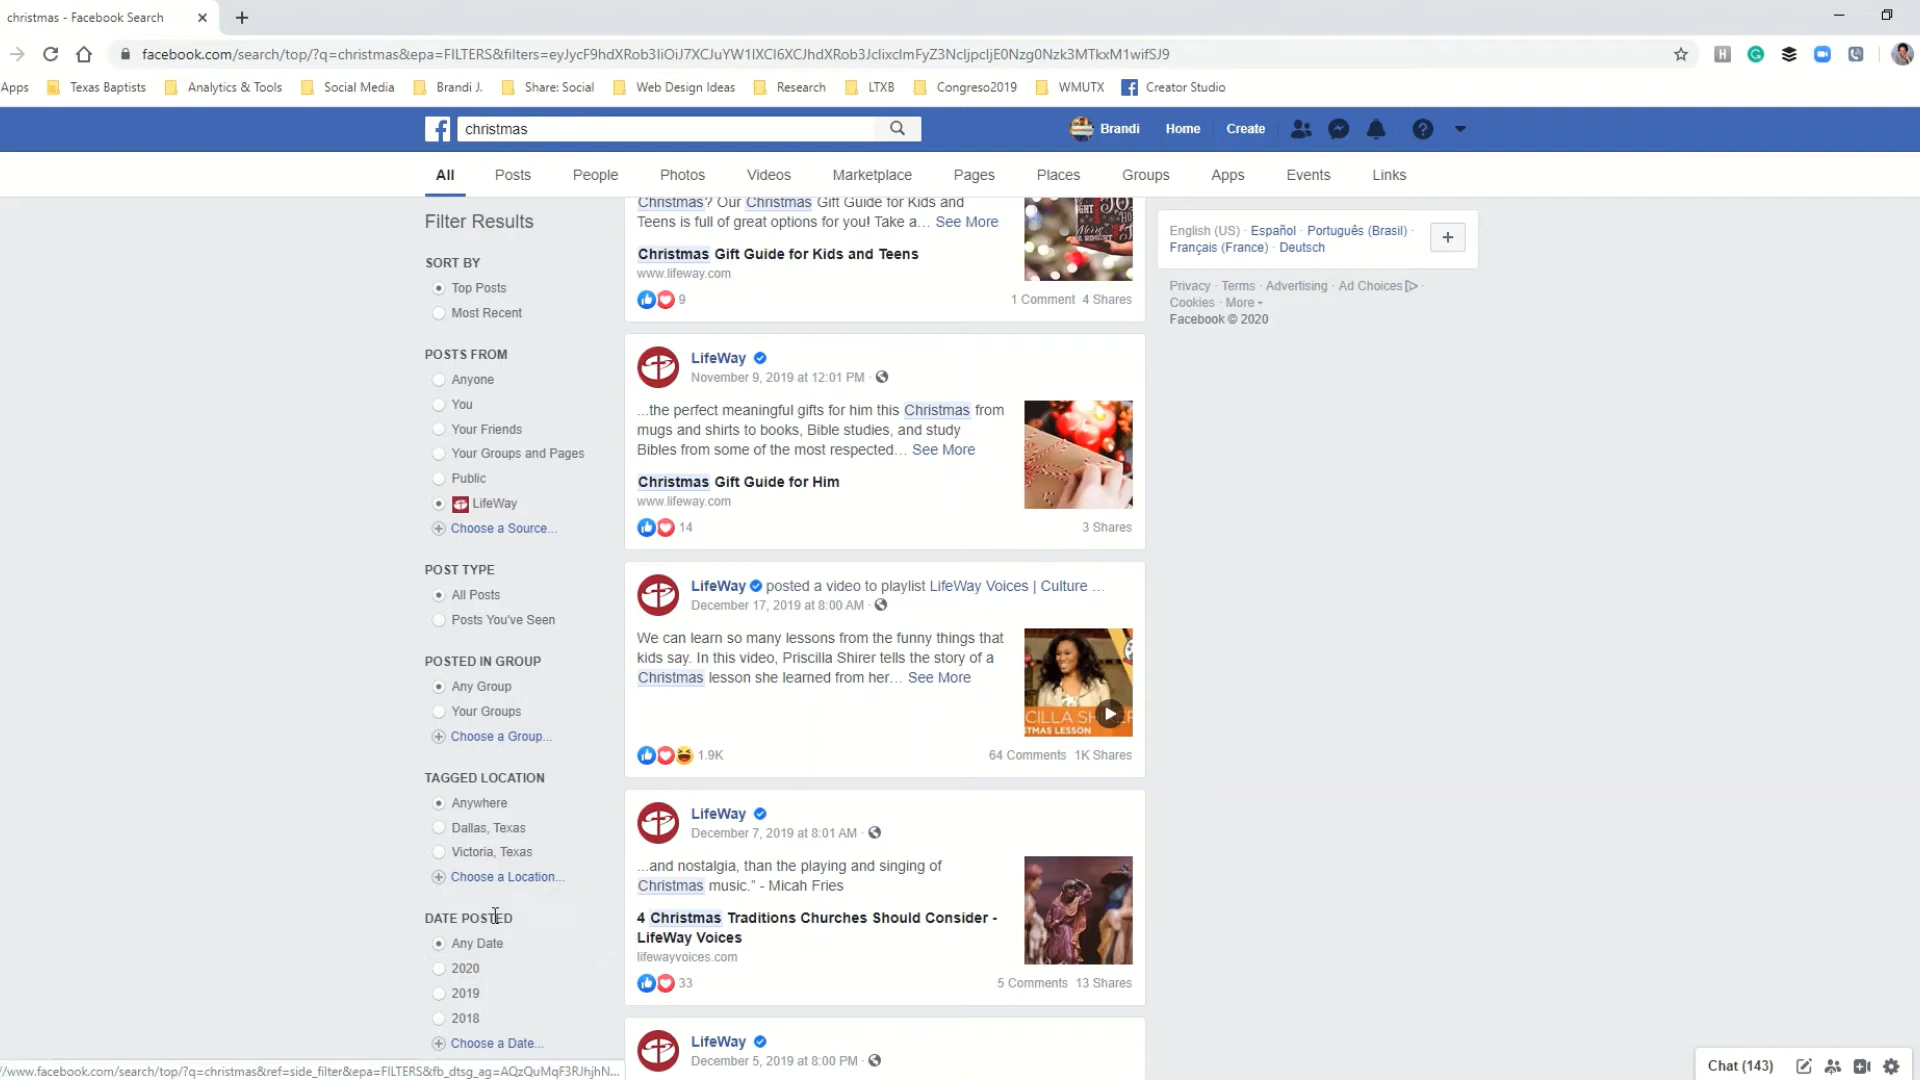 christmas - Facebook Search
facebook.com/search/top/?q=christmas&epa=FILTERS&filters=
Apps Texas Baptists Analytics & Tools Social Media Brandi J. Share: Social Web Design Ideas Research LTXB Congreso2019 WMUTX Creator Studio
christmas
Brandi Home Create
All Posts People Photos Videos Marketplace Pages Places Groups Apps Events Links
Filter Results
SORT BY
Top Posts
Most Recent
POSTS FROM
Anyone
You
Your Friends
Your Groups and Pages
Public
LifeWay
Choose a Source...
POST TYPE
All Posts
Posts You've Seen
POSTED IN GROUP
Any Group
Your Groups
Choose a Group...
TAGGED LOCATION
Anywhere
Dallas, Texas
Victoria, Texas
Choose a Location...
DATE POSTED
Any Date
2020
2019
2018
Choose a Date...
Christmas? Our Christmas Gift Guide for Kids and
Teens is full of great options for you! Take a... See More
Christmas Gift Guide for Kids and Teens
www.lifeway.com
9 1 Comment 4 Shares
LifeWay
November 9, 2019 at 12:01 PM ·
...the perfect meaningful gifts for him this Christmas from
mugs and shirts to books, Bible studies, and study
Bibles from some of the most respected... See More
Christmas Gift Guide for Him
www.lifeway.com
14 3 Shares
LifeWay posted a video to playlist LifeWay Voices | Culture ...
December 17, 2019 at 8:00 AM ·
We can learn so many lessons from the funny things that
kids say. In this video, Priscilla Shirer tells the story of a
Christmas lesson she learned from her... See More
CILLA SHIRER
TMAS LESSON
1.9K 64 Comments 1K Shares
LifeWay
December 7, 2019 at 8:01 AM ·
...and nostalgia, than the playing and singing of
Christmas music." - Micah Fries
4 Christmas Traditions Churches Should Consider -
LifeWay Voices
lifewayvoices.com
33 5 Comments 13 Shares
LifeWay
December 5, 2019 at 8:00 PM ·
English (US) · Español · Português (Brasil) ·
Français (France) · Deutsch
Privacy · Terms · Advertising · Ad Choices ·
Cookies · More
Facebook © 2020
Chat (143)